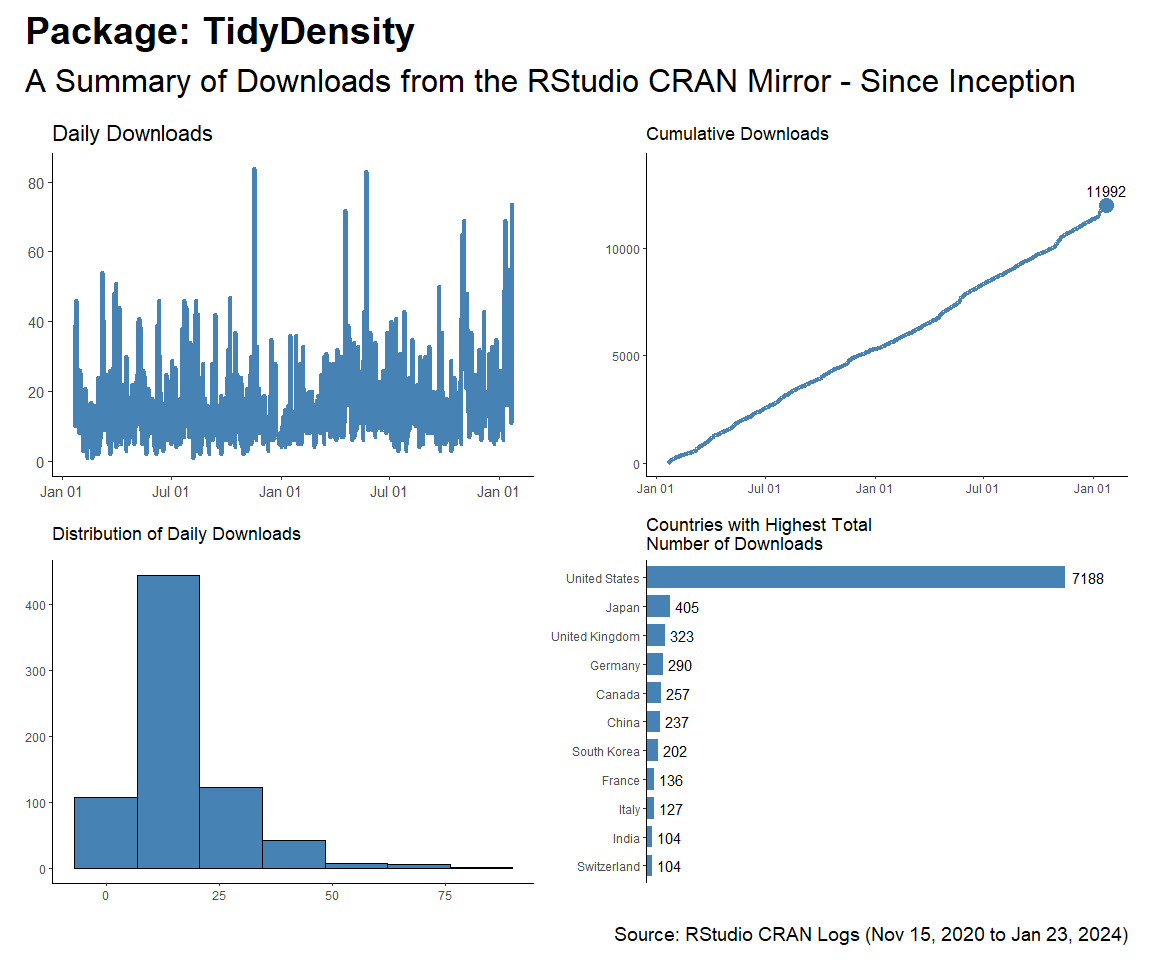 Package: TidyDensity
A Summary of Downloads from the RStudio CRAN Mirror - Since Inception
Daily Downloads
80
60
40
20
0
Jan 01 Jul 01 Jan 01 Jul 01 Jan 01
Cumulative Downloads
11992
10000
5000
0
Jan 01 Jul 01 Jan 01 Jul 01 Jan 01
Distribution of Daily Downloads
400
300
200
100
0
0 25 50 75
Countries with Highest Total
Number of Downloads
United States 7188
Japan 405
United Kingdom 323
Germany 290
Canada 257
China 237
South Korea 202
France 136
Italy 127
India 104
Switzerland 104
Source: RStudio CRAN Logs (Nov 15, 2020 to Jan 23, 2024)